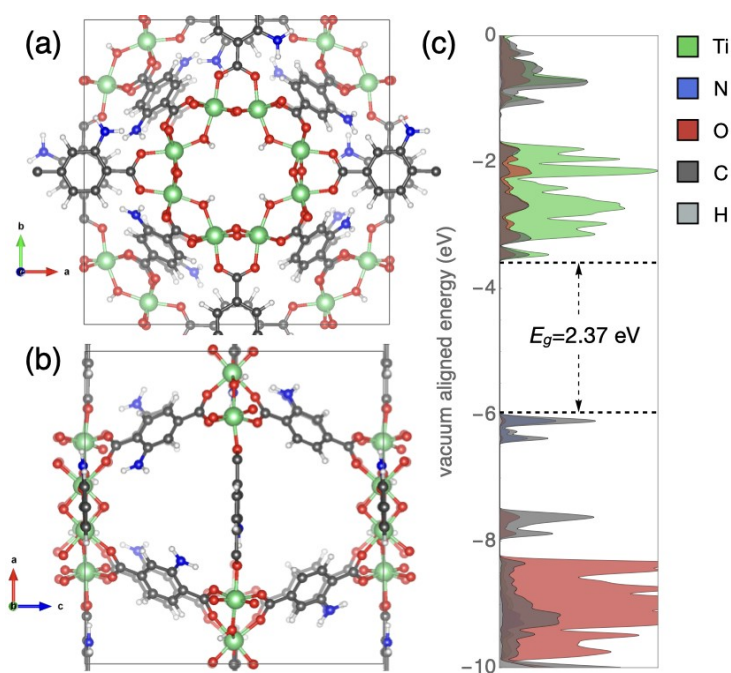 (a)
b
a
(b)
a
b
c
(c)
0
−2
−4
−6
−8
−10
vacuum aligned energy (eV)
E_g=2.37 eV
Ti
N
O
C
H